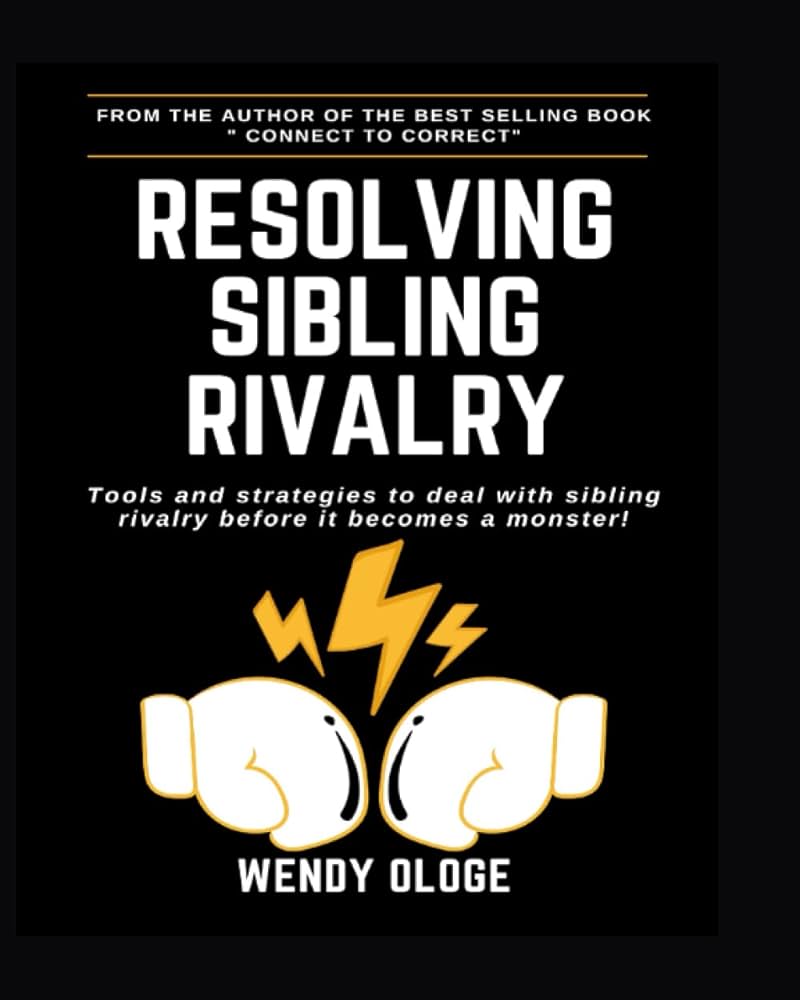 FROM THE AUTHOR OF THE BEST SELLING BOOK
" CONNECT TO CORRECT"
RESOLVING
SIBLING
RIVALRY
Tools and strategies to deal with sibling
rivalry before it becomes a monster!
WENDY OLOGE